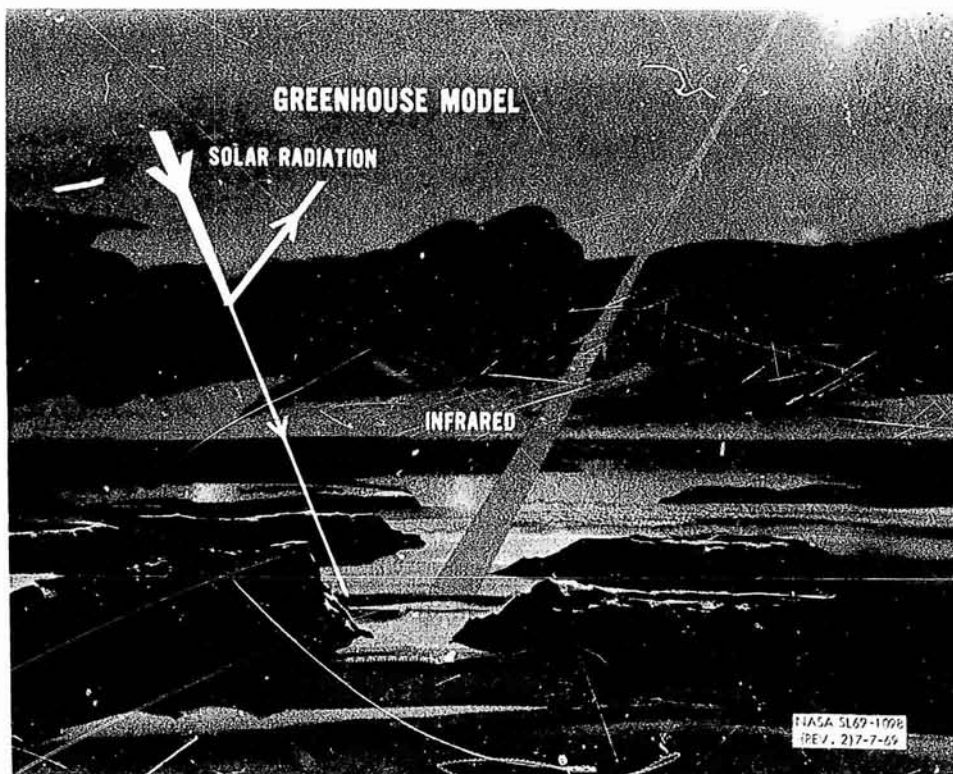 GREENHOUSE MODEL
SOLAR RADIATION
INFRARED
NASA SL69-1098
(REV. 2) 7-7-69